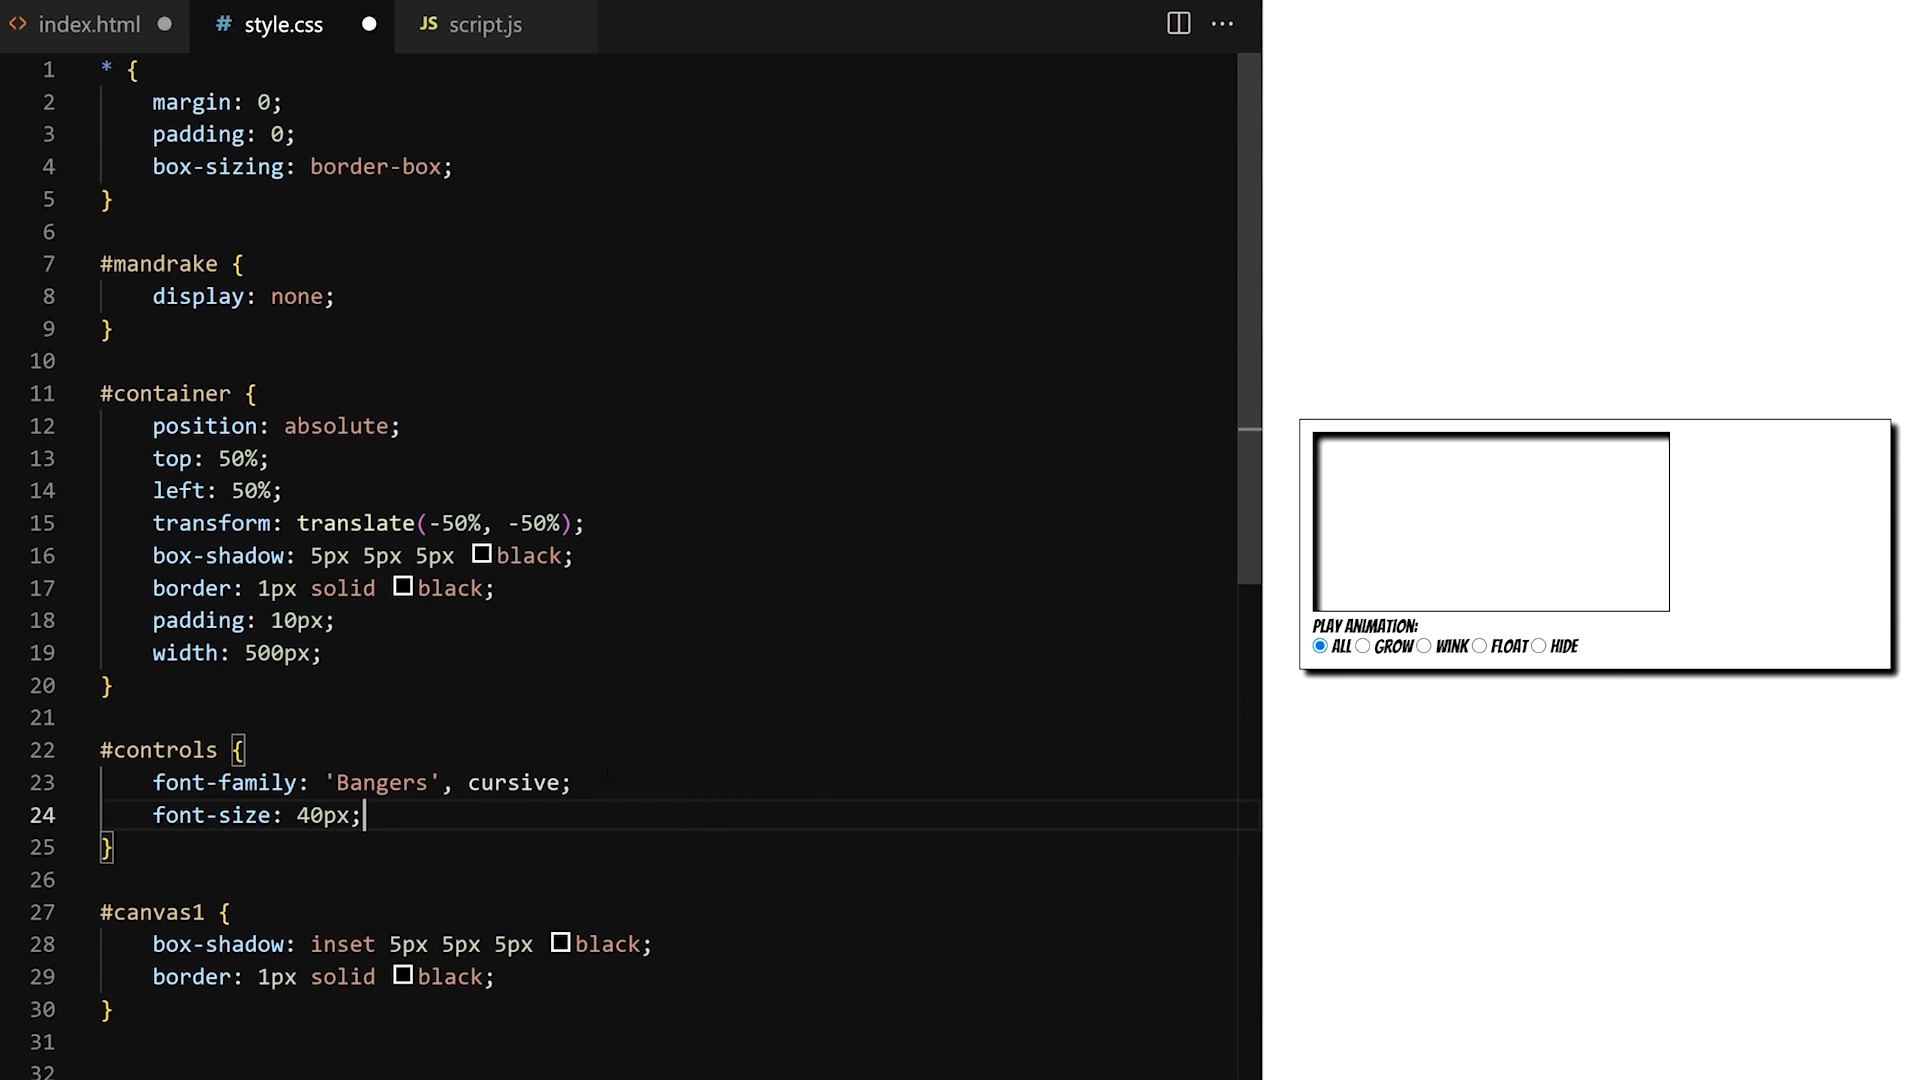 index.html
# style.css
JS script.js
1 * {
2 margin: 0;
3 padding: 0;
4 box-sizing: border-box;
5 }
6
7 #mandrake {
8 display: none;
9 }
10
11 #container {
12 position: absolute;
13 top: 50%;
14 left: 50%;
15 transform: translate(-50%, -50%);
16 box-shadow: 5px 5px 5px black;
17 border: 1px solid black;
18 padding: 10px;
19 width: 500px;
20 }
21
22 #controls {
23 font-family: 'Bangers', cursive;
24 font-size: 40px;
25 }
26
27 #canvas1 {
28 box-shadow: inset 5px 5px 5px black;
29 border: 1px solid black;
30 }
31
32
PLAY ANIMATION:
ALL GROW WINK FLOAT HIDE